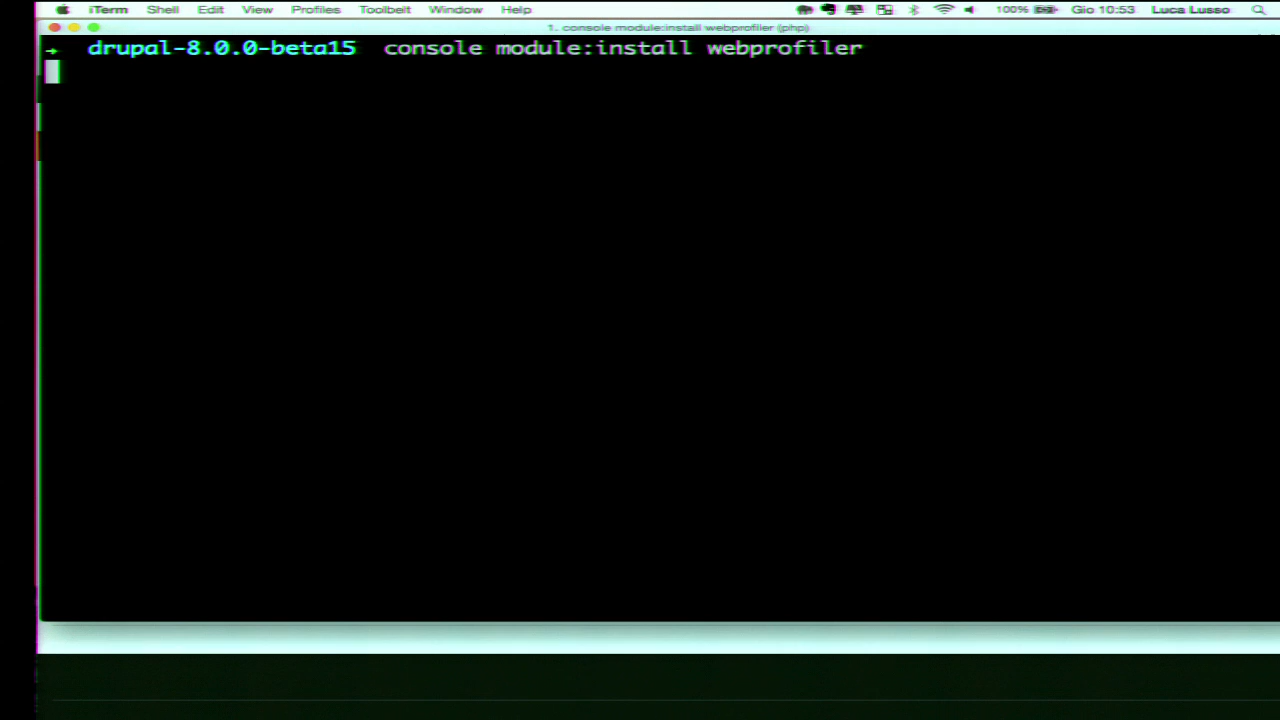 iTerm Shell Edit View Profiles Toolbelt Window Help 100% Gio 10:53 Luca Lusso
1. console module:install webprofiler (php)
➜ drupal-8.0.0-beta15 console module:install webprofiler